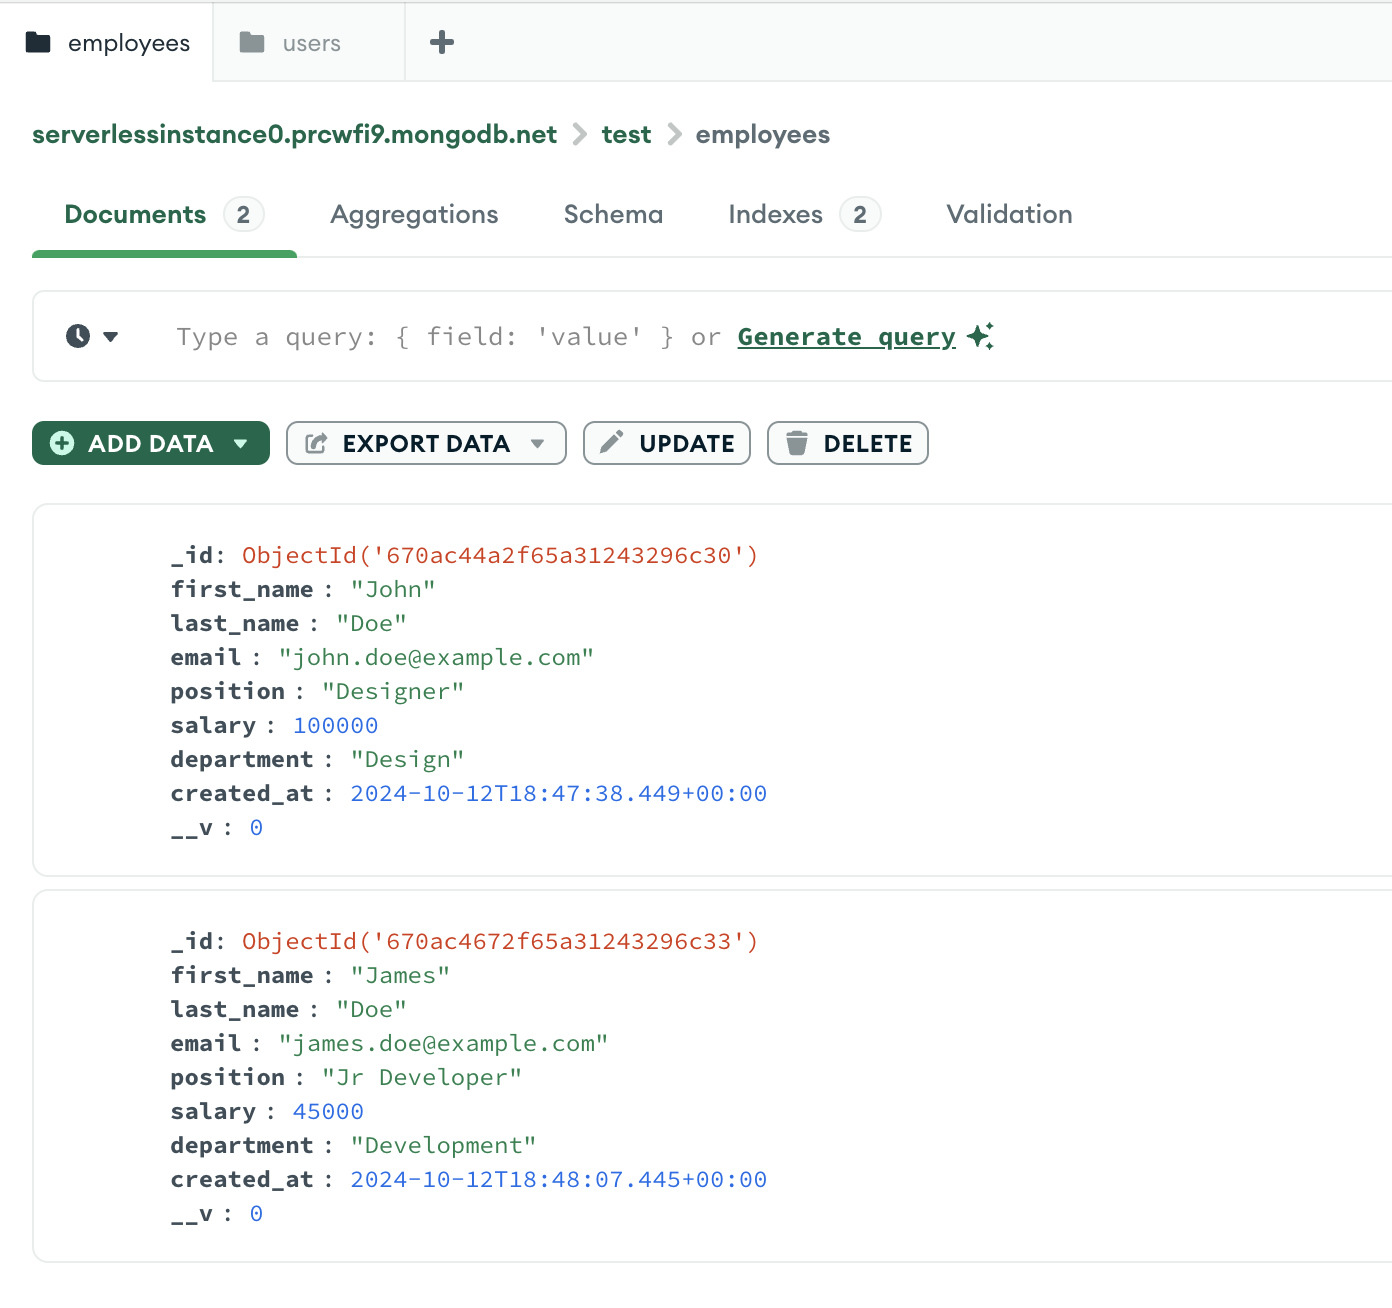 employees users
serverlessinstance0.prcwfi9.mongodb.net test employees
Documents 2 Aggregations Schema Indexes 2 Validation
Type a query: { field: 'value' } or Generate query
ADD DATA EXPORT DATA UPDATE DELETE
_id: ObjectId('670ac44a2f65a31243296c30')
first_name : "John"
last_name : "Doe"
email : "john.doe@example.com"
position : "Designer"
salary : 100000
department : "Design"
created_at : 2024-10-12T18:47:38.449+00:00
__v : 0
_id: ObjectId('670ac4672f65a31243296c33')
first_name : "James"
last_name : "Doe"
email : "james.doe@example.com"
position : "Jr Developer"
salary : 45000
department : "Development"
created_at : 2024-10-12T18:48:07.445+00:00
__v : 0